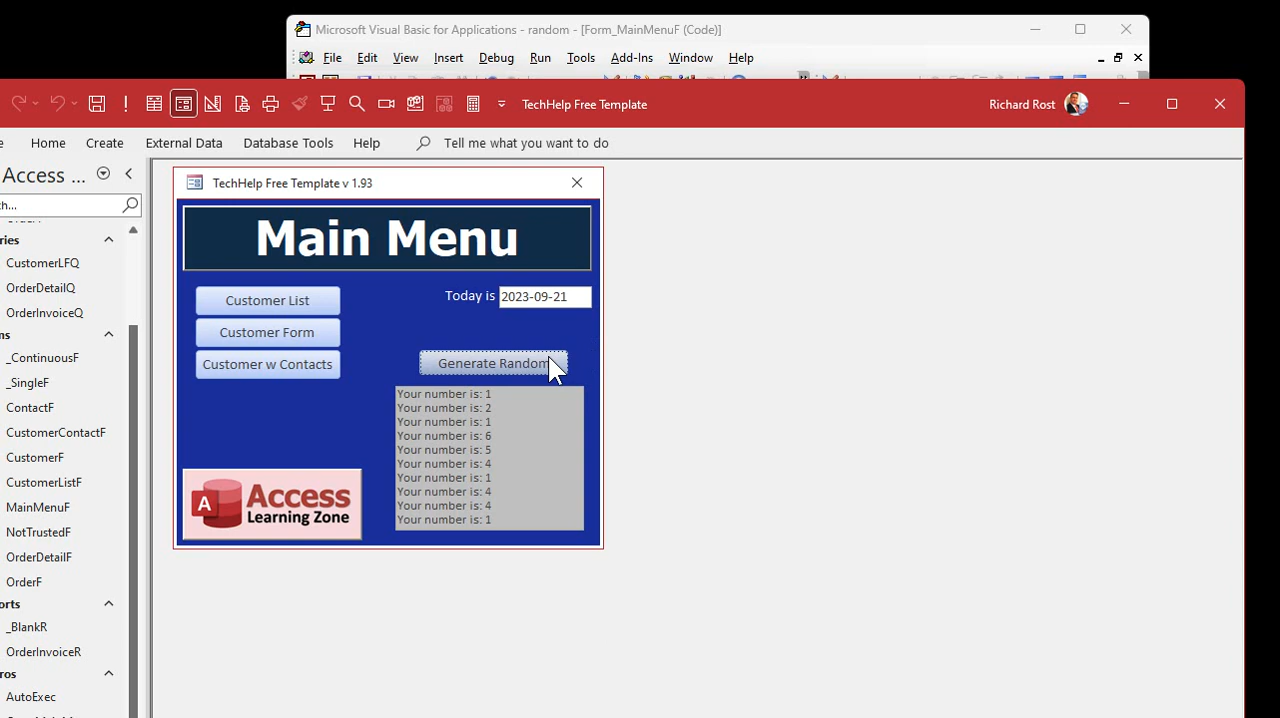 Microsoft Visual Basic for Applications - random - [Form_MainMenuF (Code)]
File Edit View Insert Debug Run Tools Add-Ins Window Help
TechHelp Free Template
Richard Rost
Home Create External Data Database Tools Help Tell me what you want to do
Access ...
ch...
ries
CustomerLFQ
OrderDetailQ
OrderInvoiceQ
ns
_ContinuousF
_SingleF
ContactF
CustomerContactF
CustomerF
CustomerListF
MainMenuF
NotTrustedF
OrderDetailF
OrderF
orts
_BlankR
OrderInvoiceR
ros
AutoExec
TechHelp Free Template v 1.93
Main Menu
Customer List
Customer Form
Customer w Contacts
Today is 2023-09-21
Generate Random
Your number is: 1
Your number is: 2
Your number is: 1
Your number is: 6
Your number is: 5
Your number is: 4
Your number is: 1
Your number is: 4
Your number is: 4
Your number is: 1
A Access
Learning Zone